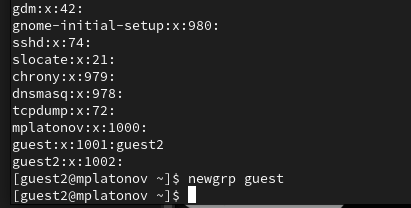 gdm:x:42:
gnome-initial-setup:x:980:
sshd:x:74:
slocate:x:21:
chrony:x:979:
dnsmasq:x:978:
tcpdump:x:72:
mplatonov:x:1000:
guest:x:1001:guest2
guest2:x:1002:
[guest2@mplatonov ~]$ newgrp guest
[guest2@mplatonov ~]$